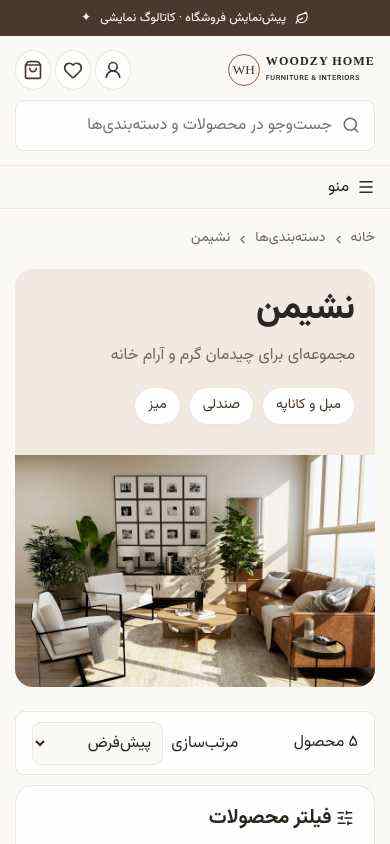 پیش‌نمایش فروشگاه · کاتالوگ نمایشی ✦
WH WOODZY HOME
FURNITURE & INTERIORS
جست‌وجو در محصولات و دسته‌بندی‌ها
منو
خانه › دسته‌بندی‌ها › نشیمن
نشیمن
مجموعه‌ای برای چیدمان گرم و آرام خانه
مبل و کاناپه صندلی میز
۵ محصول مرتب‌سازی پیش‌فرض
فیلتر محصولات